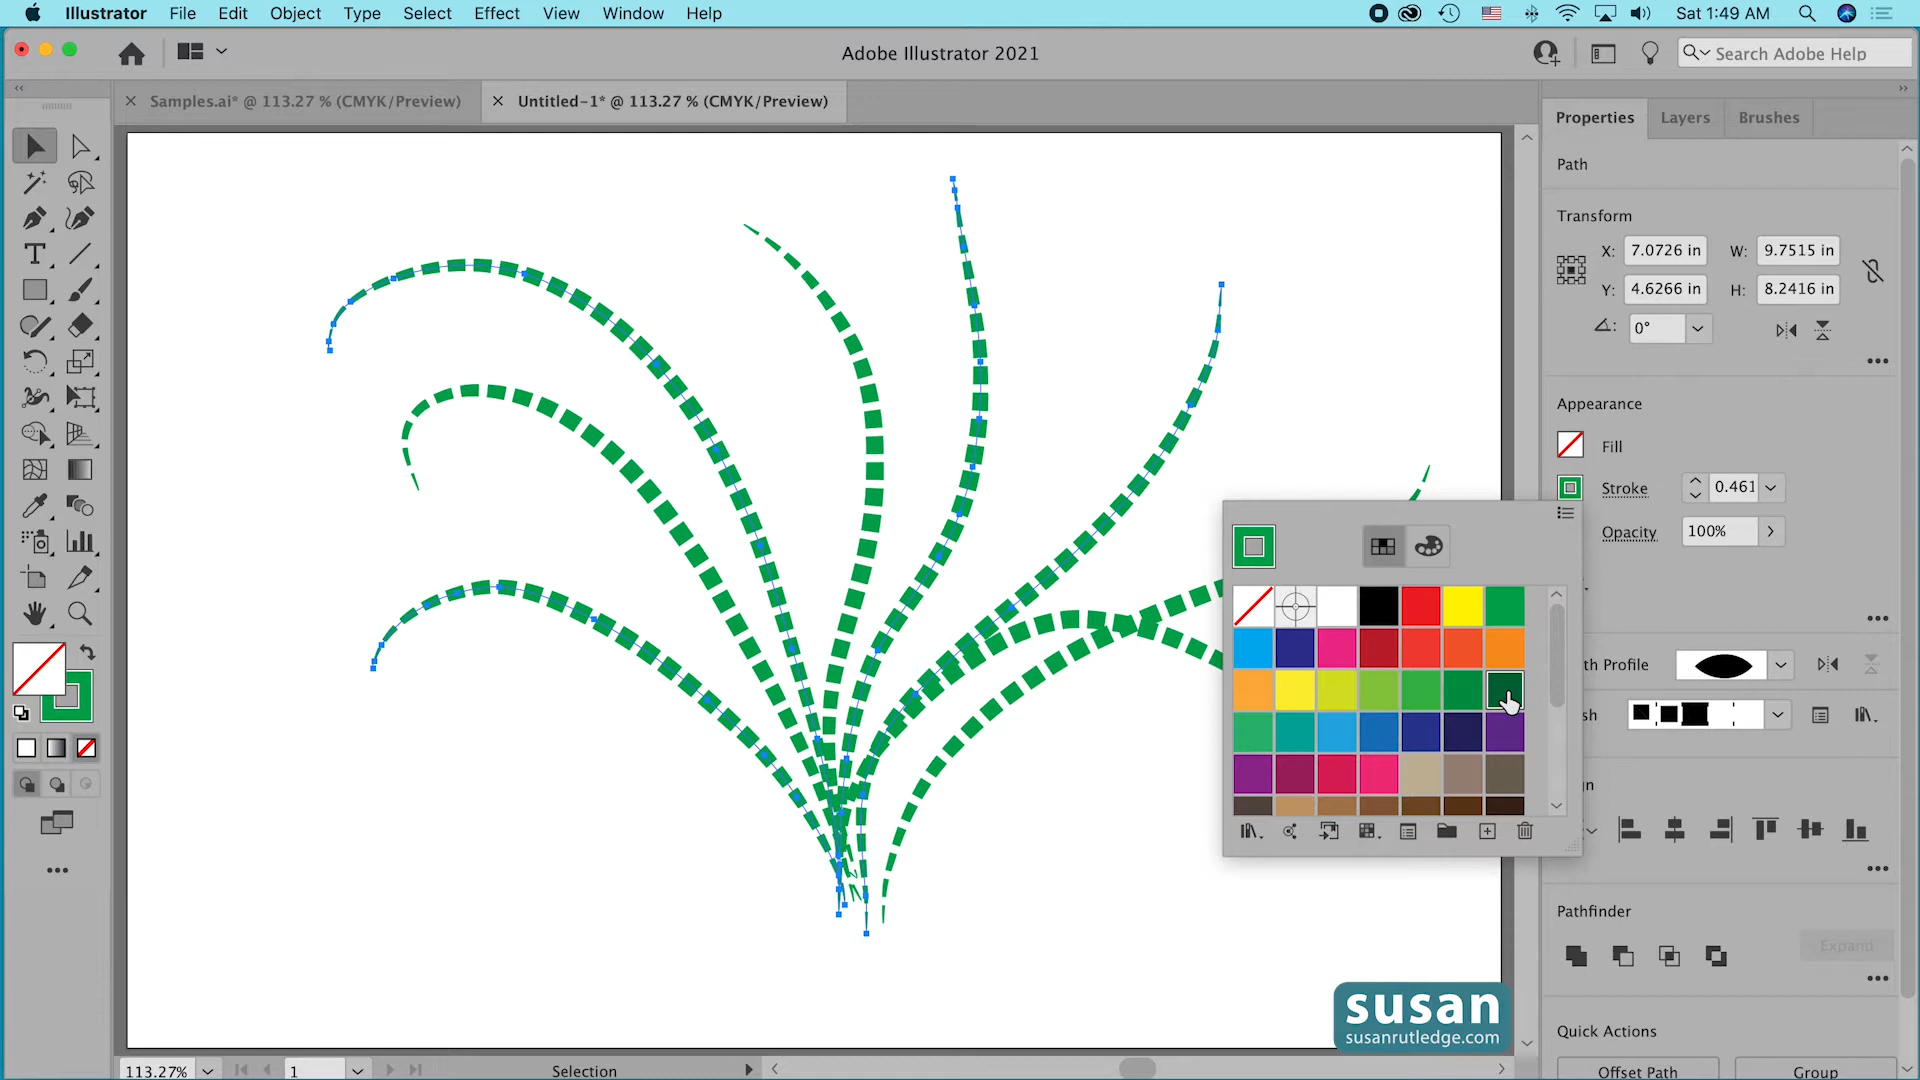 Illustrator File Edit Object Type Select Effect View Window Help Sat 1:49 AM
Adobe Illustrator 2021 Search Adobe Help
Samples.ai* @ 113.27 % (CMYK/Preview) Untitled-1* @ 113.27 % (CMYK/Preview)
Properties Layers Brushes
Path
Transform
X: 7.0726 in W: 9.7515 in
Y: 4.6266 in H: 8.2416 in
0°
Appearance
Fill
Stroke 0.461
Opacity 100%
th Profile
sh
gn
Pathfinder
Expand
Quick Actions
Offset Path Group
susan
susanrutledge.com
113.27% 1 Selection